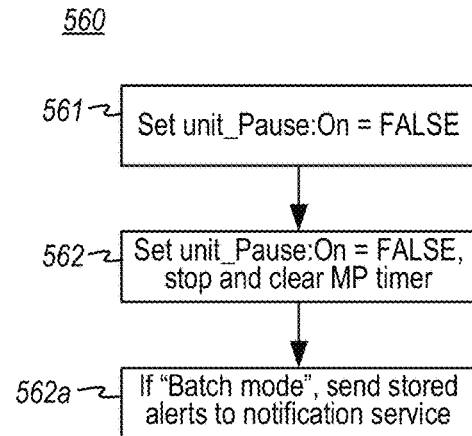 560
561
Set unit_Pause:On = FALSE
562
Set unit_Pause:On = FALSE,
stop and clear MP timer
562a
If "Batch mode", send stored
alerts to notification service